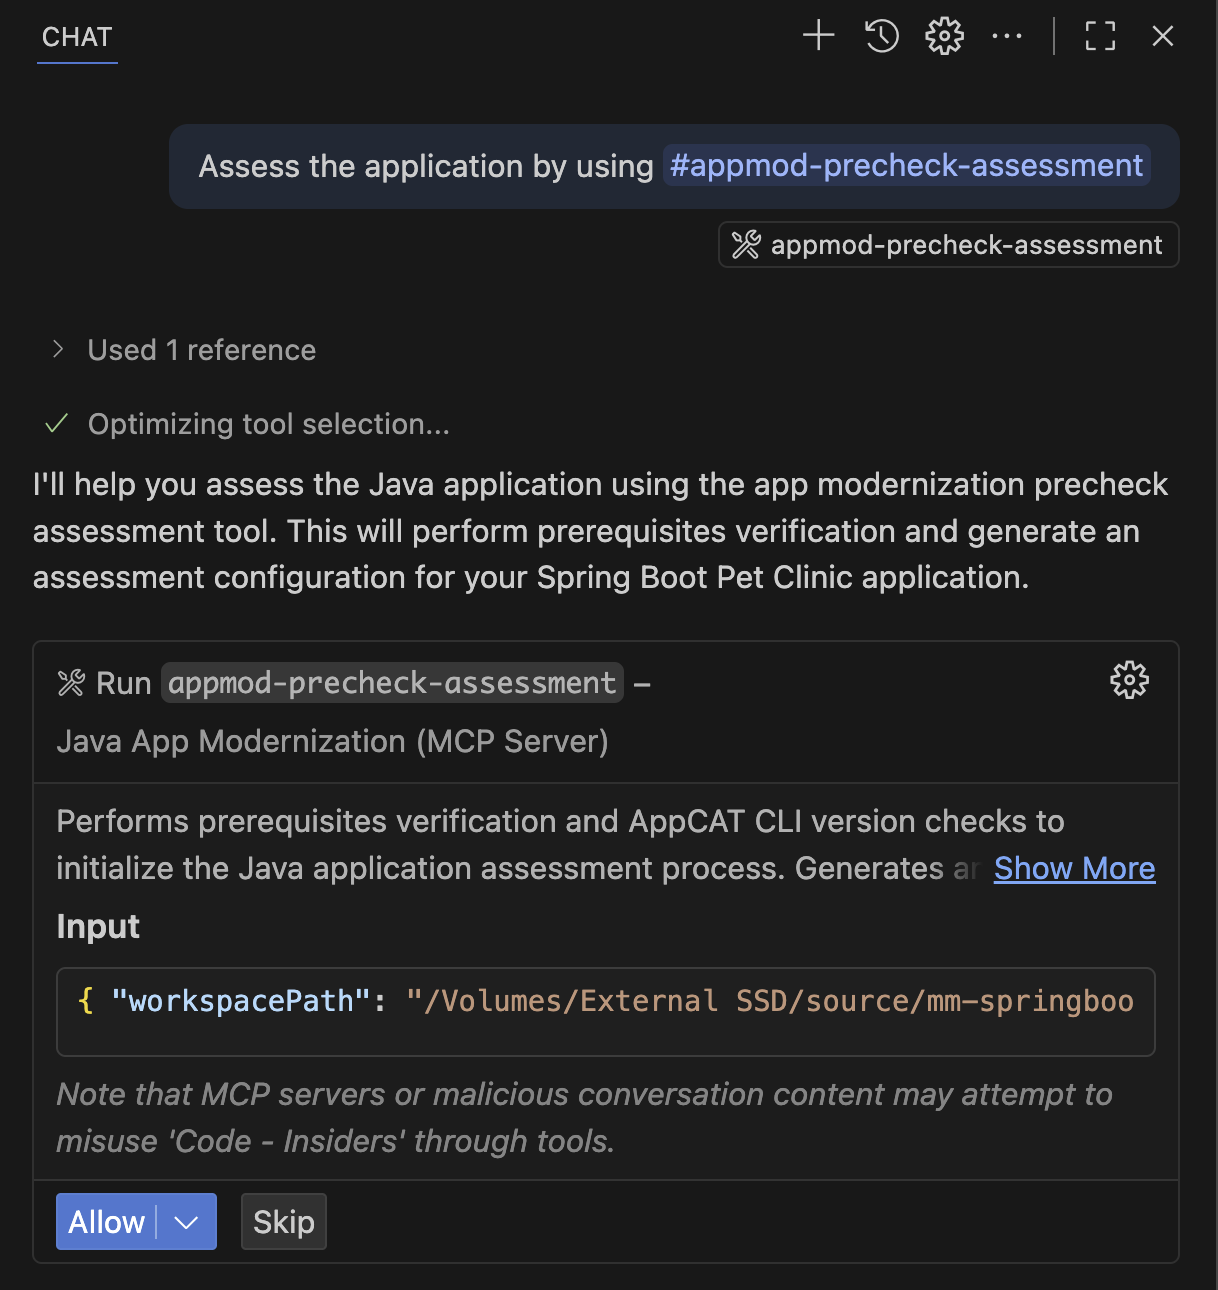 CHAT
Assess the application by using #appmod-precheck-assessment
appmod-precheck-assessment
Used 1 reference
Optimizing tool selection...
I'll help you assess the Java application using the app modernization precheck
assessment tool. This will perform prerequisites verification and generate an
assessment configuration for your Spring Boot Pet Clinic application.
Run appmod-precheck-assessment –
Java App Modernization (MCP Server)
Performs prerequisites verification and AppCAT CLI version checks to
initialize the Java application assessment process. Generates Show More
Input
{ "workspacePath": "/Volumes/External SSD/source/mm-springboo
Note that MCP servers or malicious conversation content may attempt to
misuse 'Code - Insiders' through tools.
Allow
Skip